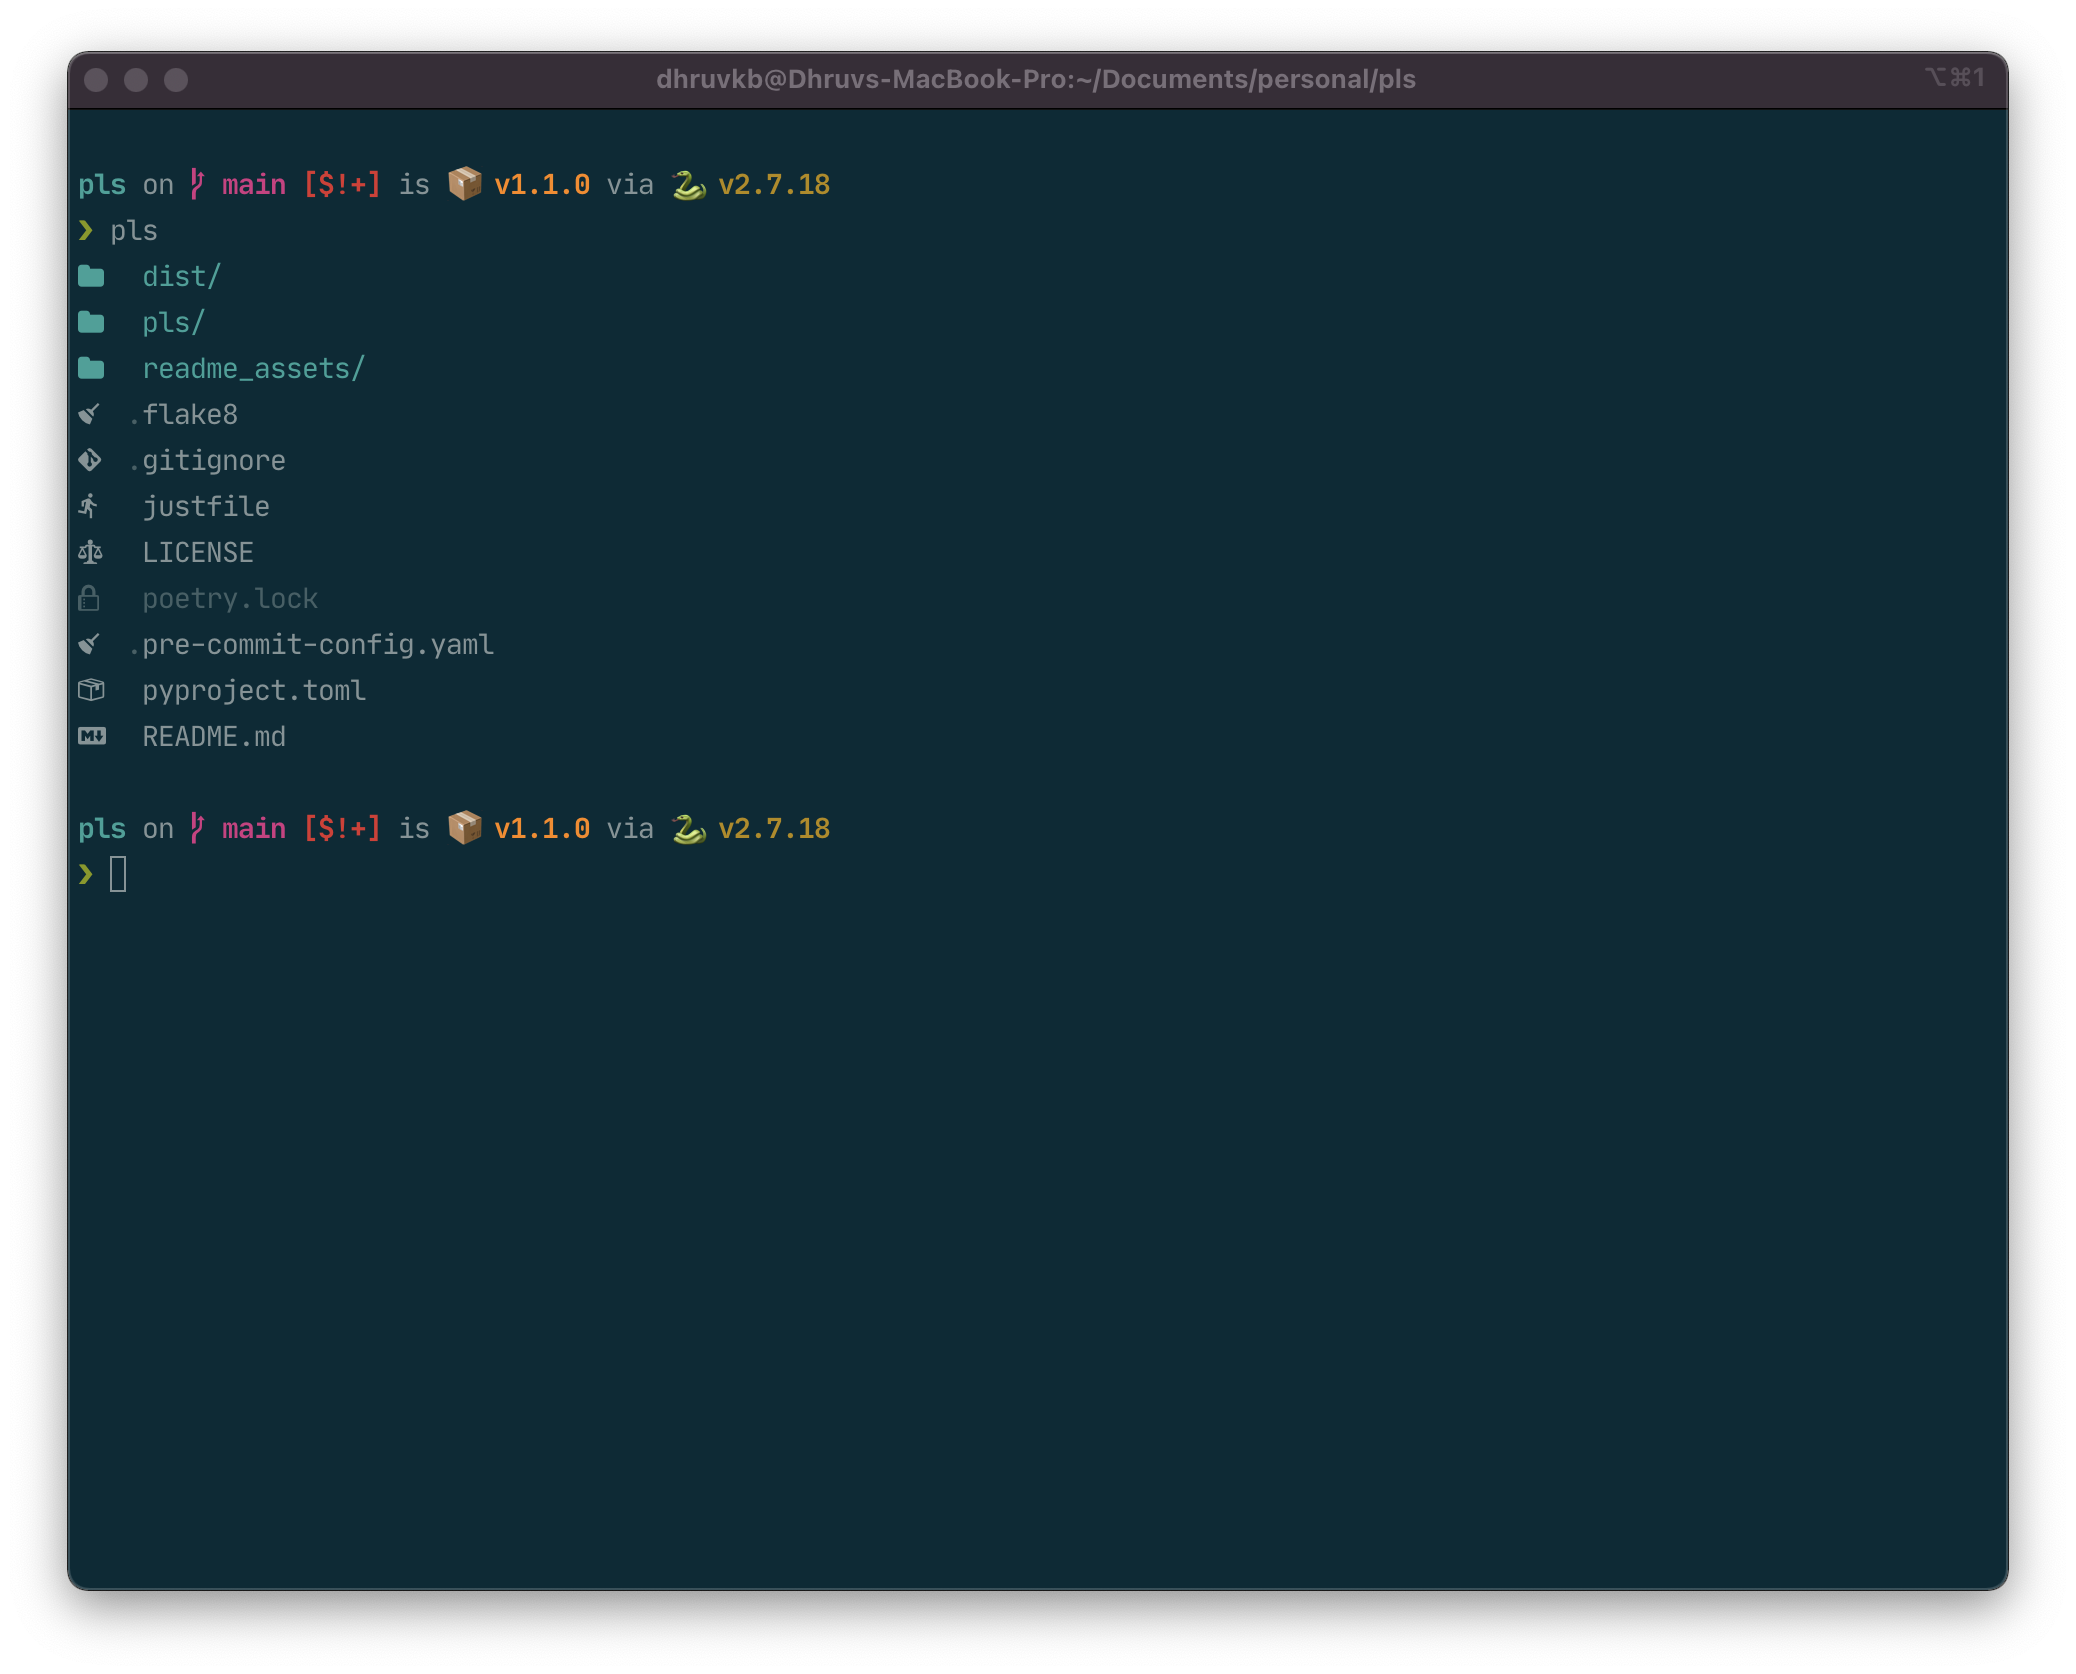 dhruvkb@Dhruvs-MacBook-Pro:~/Documents/personal/pls ⌥⌘1
pls on main [$!+] is 📦 v1.1.0 via 🐍 v2.7.18
❯ pls
dist/
pls/
readme_assets/
.flake8
.gitignore
justfile
LICENSE
poetry.lock
.pre-commit-config.yaml
pyproject.toml
README.md
pls on main [$!+] is 📦 v1.1.0 via 🐍 v2.7.18
❯